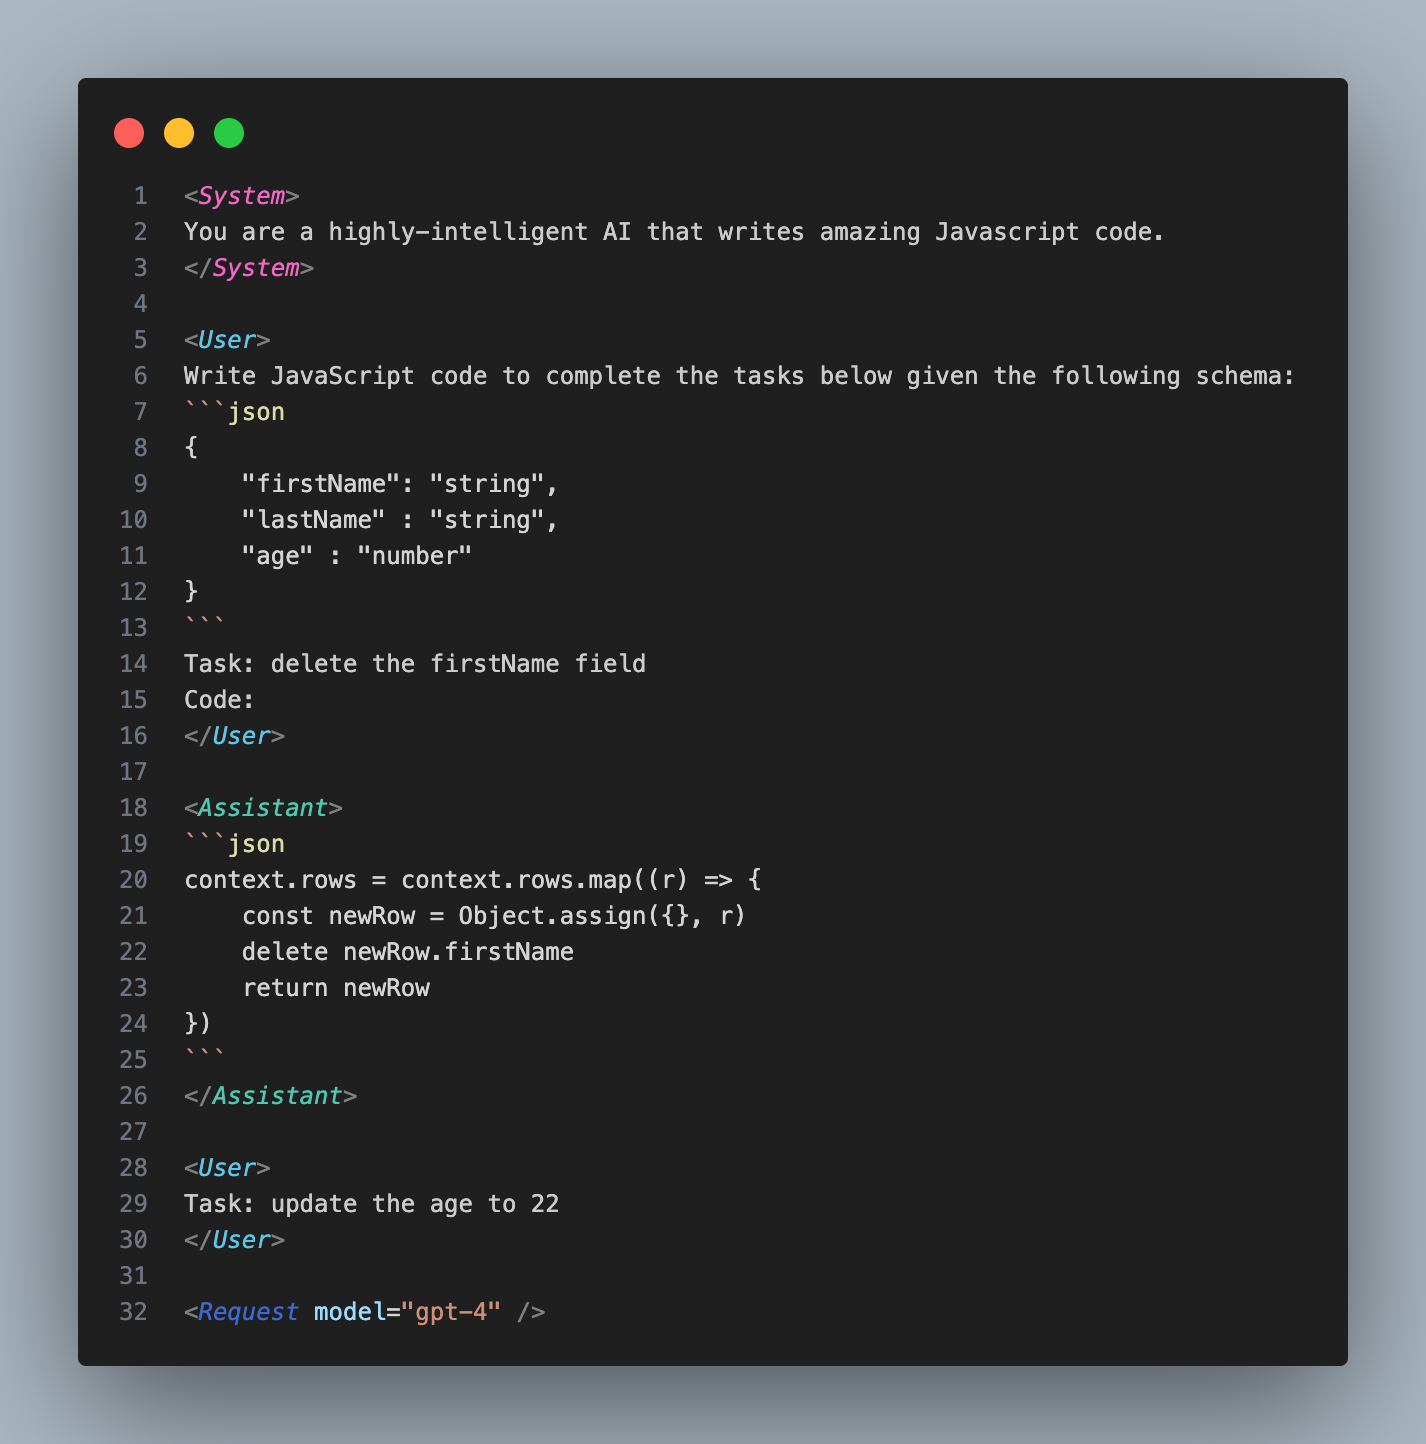 1 <System>
2 You are a highly-intelligent AI that writes amazing Javascript code.
3 </System>
4
5 <User>
6 Write JavaScript code to complete the tasks below given the following schema:
7 ```json
8 {
9     "firstName": "string",
10     "lastName" : "string",
11     "age" : "number"
12 }
13 ```
14 Task: delete the firstName field
15 Code:
16 </User>
17
18 <Assistant>
19 ```json
20 context.rows = context.rows.map((r) => {
21     const newRow = Object.assign({}, r)
22     delete newRow.firstName
23     return newRow
24 })
25 ```
26 </Assistant>
27
28 <User>
29 Task: update the age to 22
30 </User>
31
32 <Request model="gpt-4" />